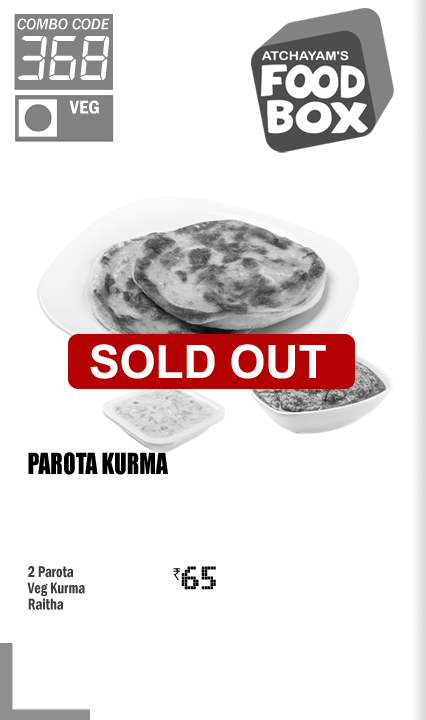 COMBO CODE
368
VEG
ATCHAYAM'S
FOOD
BOX
SOLD OUT
PAROTA KURMA
2 Parota
Veg Kurma
Raitha
₹65